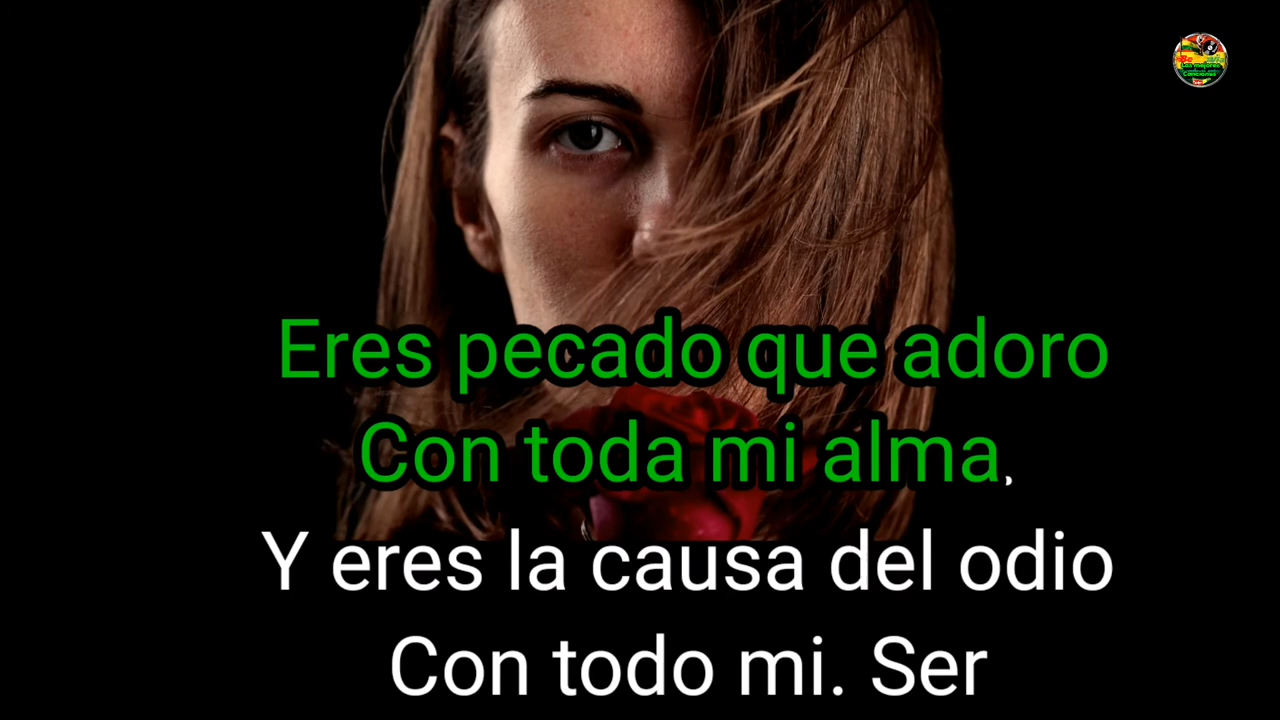 Eres pecado que adoro
Con toda mi alma,
Y eres la causa del odio
Con todo mi. Ser